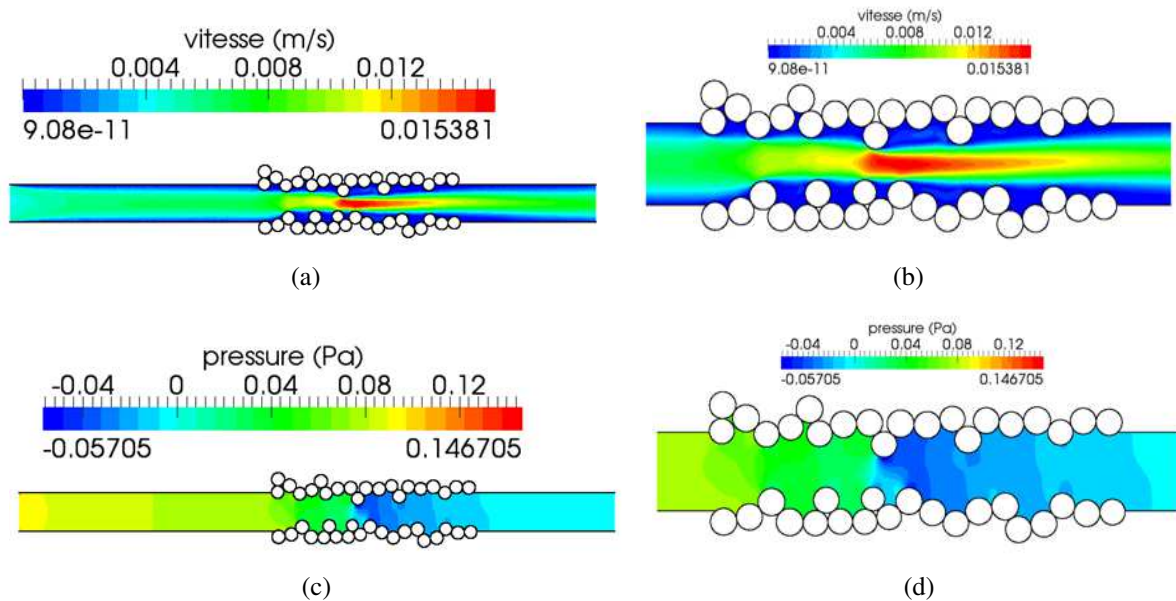 vitesse (m/s)
0.004 0.008 0.012
9.08e-11 0.015381
(a)
vitesse (m/s)
0.004 0.008 0.012
9.08e-11 0.015381
(b)
pressure (Pa)
-0.04 0 0.04 0.08 0.12
-0.05705 0.146705
(c)
pressure (Pa)
-0.04 0 0.04 0.08 0.12
-0.05705 0.146705
(d)